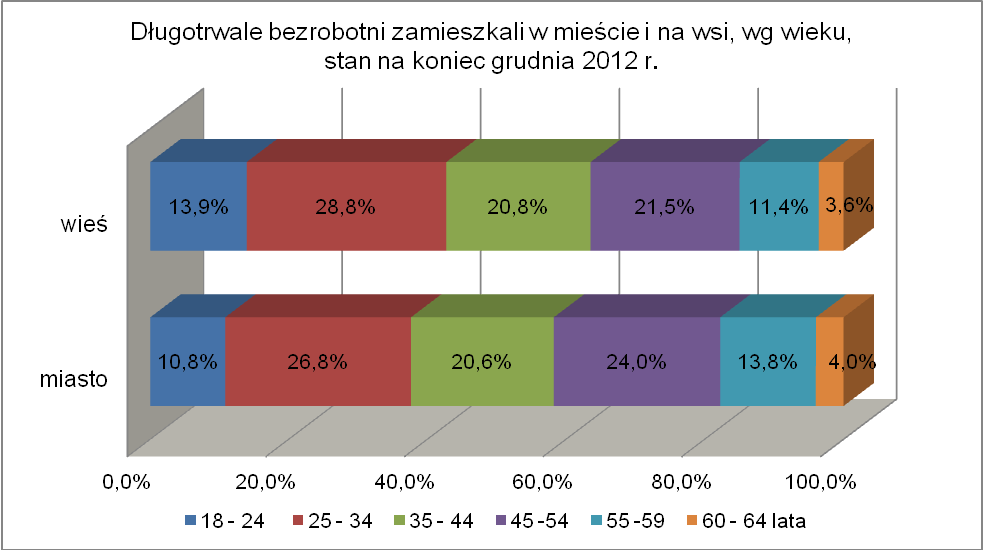 Długotrwale bezrobotni zamieszkali w mieście i na wsi, wg wieku,
stan na koniec grudnia 2012 r.
wieś
13,9% 28,8% 20,8% 21,5% 11,4% 3,6%
miasto
10,8% 26,8% 20,6% 24,0% 13,8% 4,0%
0,0% 20,0% 40,0% 60,0% 80,0% 100,0%
18 - 24 25 - 34 35 - 44 45 -54 55 -59 60 - 64 lata